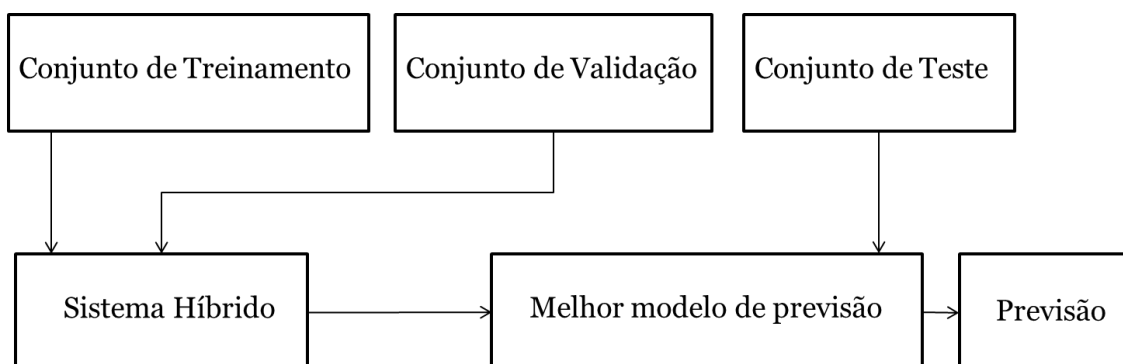 Conjunto de Treinamento
Conjunto de Validação
Conjunto de Teste
Sistema Híbrido
Melhor modelo de previsão
Previsão